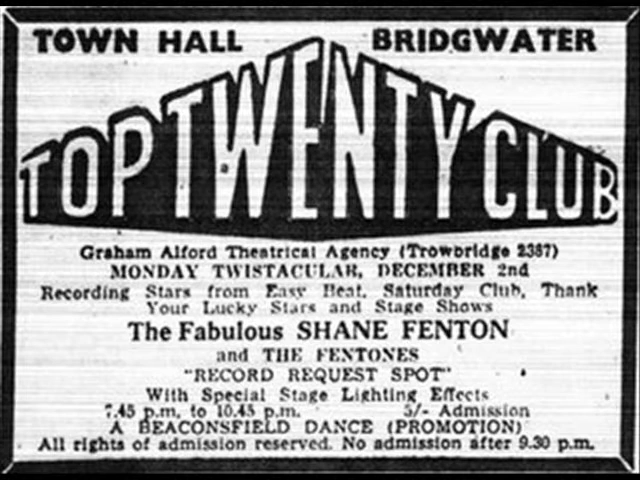 TOWN HALL BRIDGWATER
TOP TWENTY CLUB
Graham Alford Theatrical Agency (Trowbridge 2387)
MONDAY TWISTACULAR, DECEMBER 2nd
Recording Stars from Easy Beat, Saturday Club, Thank
Your Lucky Stars and Stage Shows
The Fabulous SHANE FENTON
and THE FENTONES
"RECORD REQUEST SPOT"
With Special Stage Lighting Effects
7.45 p.m. to 10.45 p.m. 5/- Admission
A BEACONSFIELD DANCE (PROMOTION)
All rights of admission reserved. No admission after 9.30 p.m.